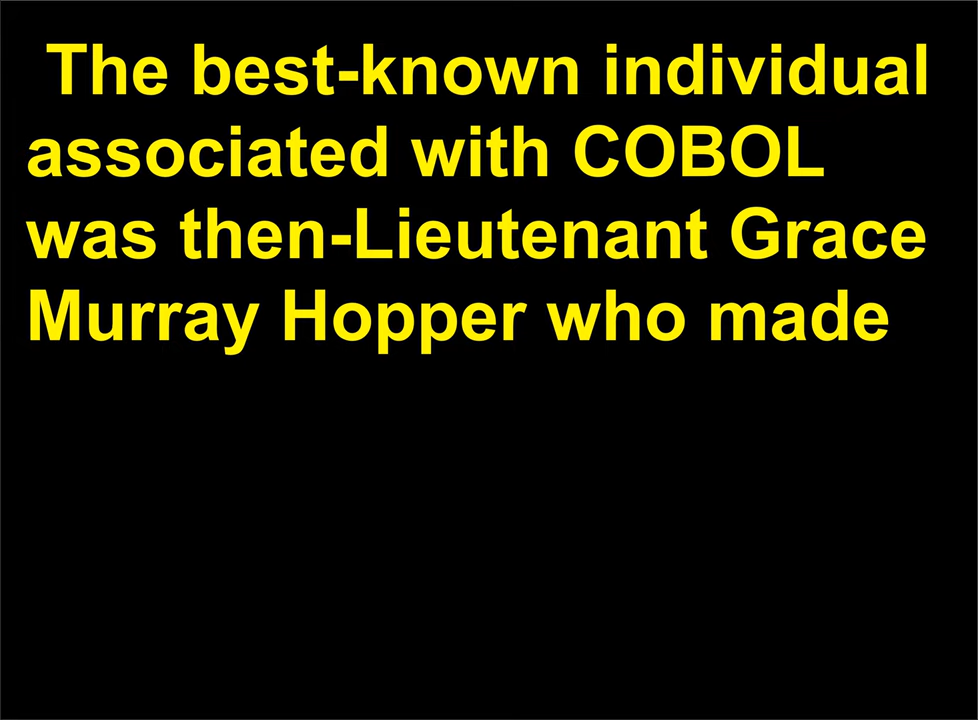 The best-known individual
associated with COBOL
was then-Lieutenant Grace
Murray Hopper who made